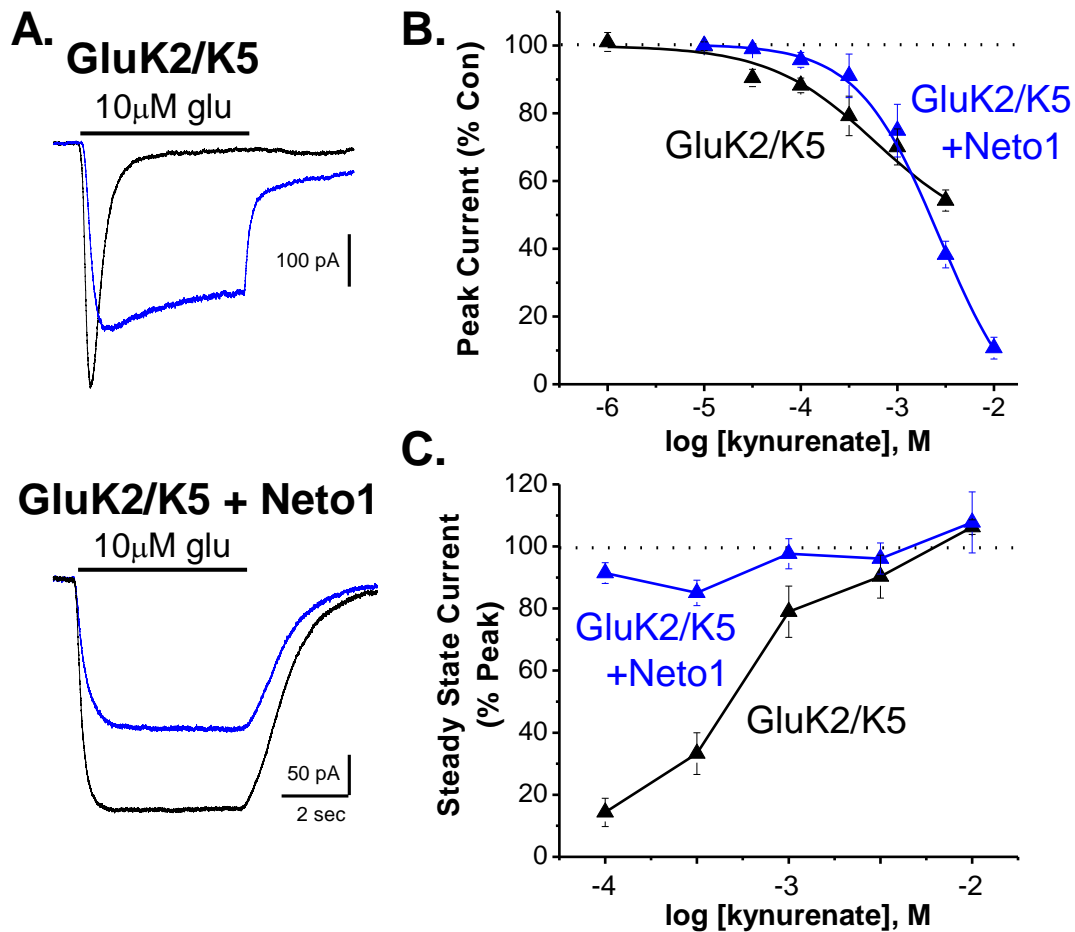 A.
GluK2/K5
10μM glu
100 pA
GluK2/K5 + Neto1
10μM glu
50 pA
2 sec
B.
Peak Current (% Con)
100
80
60
40
20
0
GluK2/K5
+Neto1
GluK2/K5
-6
-5
-4
-3
-2
log [kynurenate], M
C.
Steady State Current
(% Peak)
120
100
80
60
40
20
0
GluK2/K5
+Neto1
GluK2/K5
-4
-3
-2
log [kynurenate], M